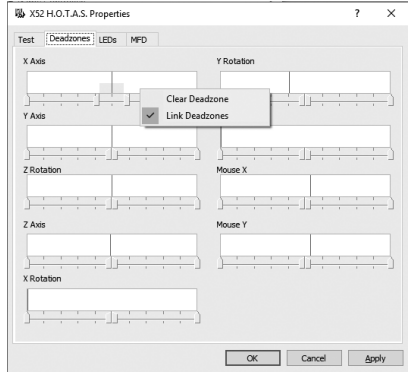 X52 H.O.T.A.S. Properties
Test Deadzones LEDs MFD
X Axis
Y Rotation
Clear Deadzone
Link Deadzones
Y Axis
Z Rotation
Mouse X
Z Axis
Mouse Y
X Rotation
OK Cancel Apply